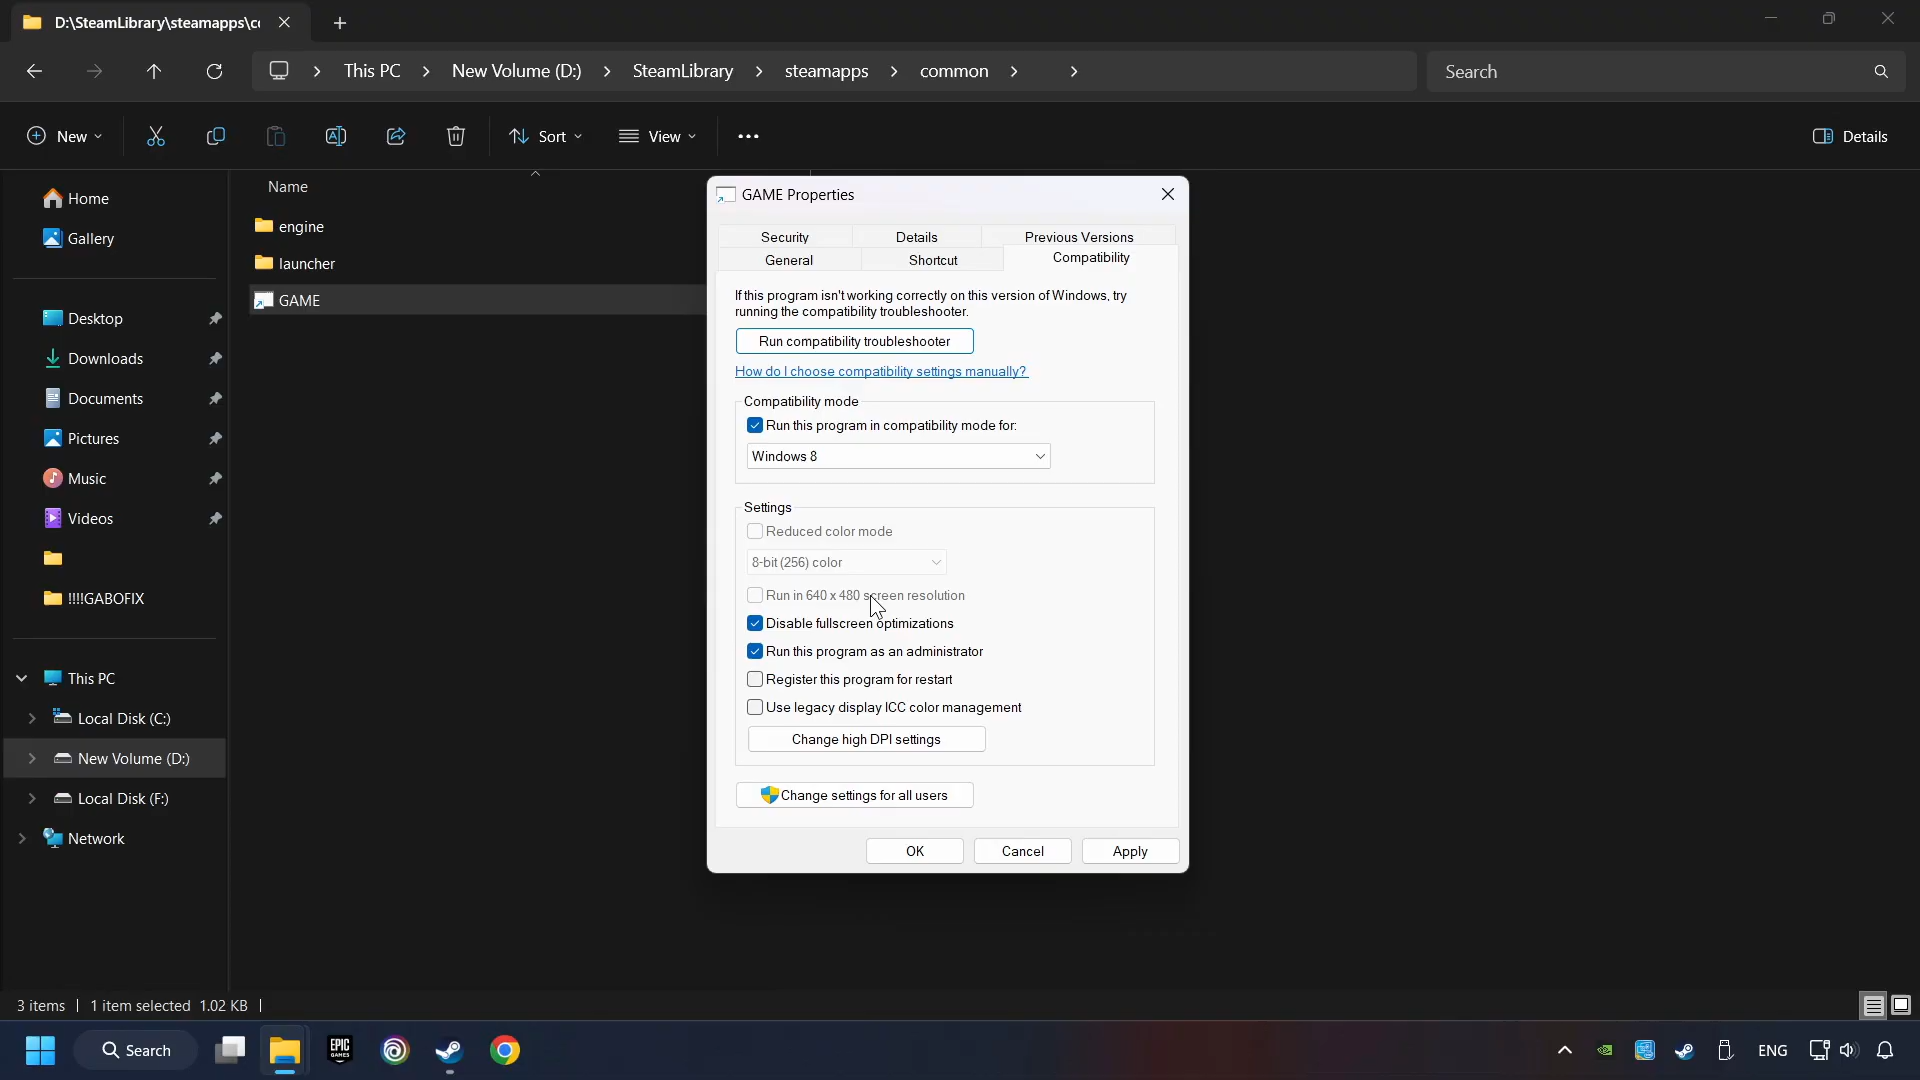 D:\SteamLibrary\steamapps\c
This PC
New Volume (D:)
SteamLibrary
steamapps
common
Search
New
Sort
View
Details
Home
Gallery
Desktop
Downloads
Documents
Pictures
Music
Videos
!!!!GABOFIX
This PC
Local Disk (C:)
New Volume (D:)
Local Disk (F:)
Network
Name
engine
launcher
GAME
GAME Properties
Security
Details
Previous Versions
General
Shortcut
Compatibility
If this program isn't working correctly on this version of Windows, try
running the compatibility troubleshooter.
Run compatibility troubleshooter
How do I choose compatibility settings manually?
Compatibility mode
Run this program in compatibility mode for:
Windows 8
Settings
Reduced color mode
8-bit (256) color
Run in 640 x 480 screen resolution
Disable fullscreen optimizations
Run this program as an administrator
Register this program for restart
Use legacy display ICC color management
Change high DPI settings
Change settings for all users
OK
Cancel
Apply
3 items
1 item selected 1.02 KB
Search
EPIC
GAMES
ENG